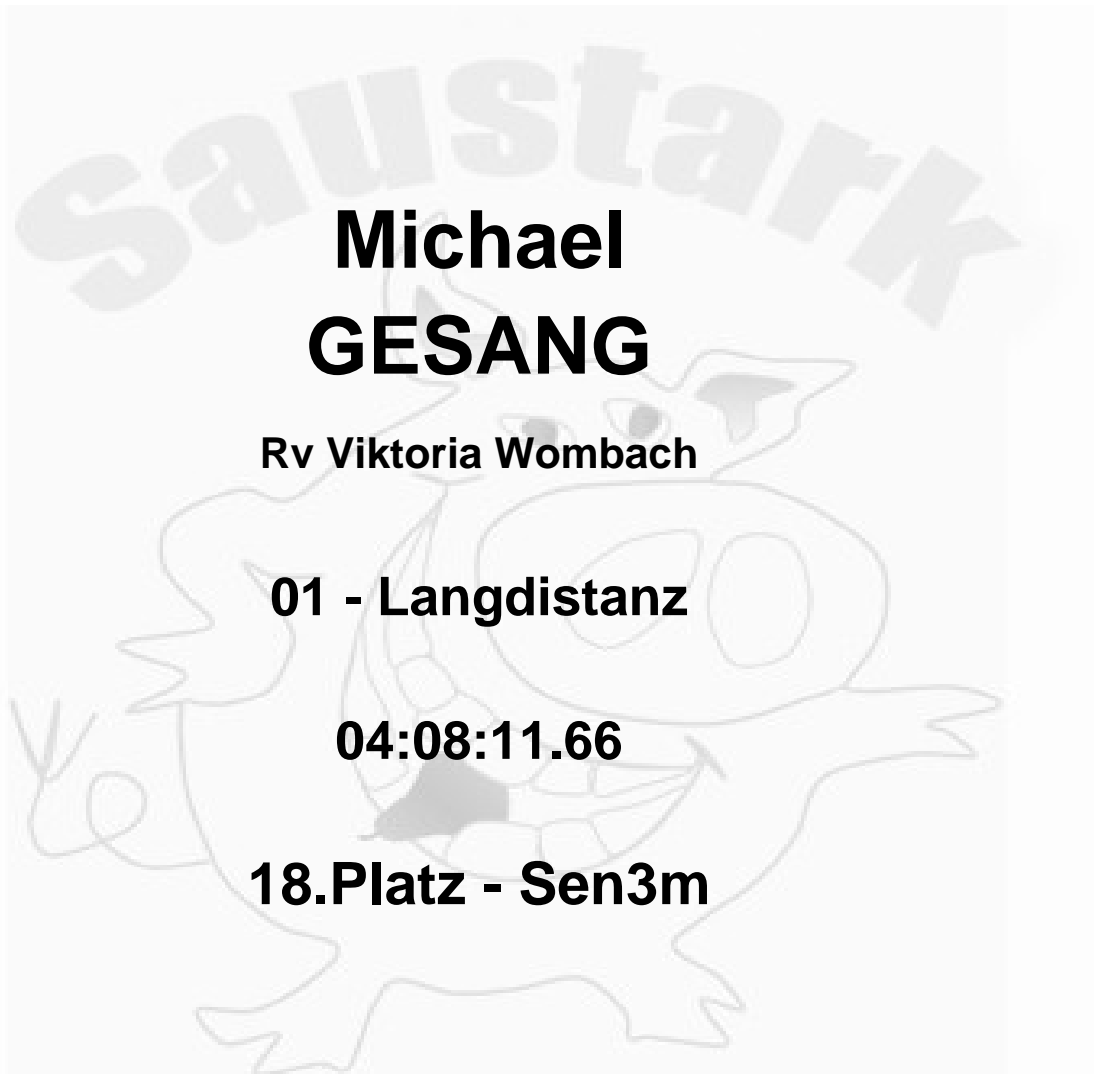 Saustark
Michael
GESANG
Rv Viktoria Wombach
01 - Langdistanz
04:08:11.66
18.Platz - Sen3m